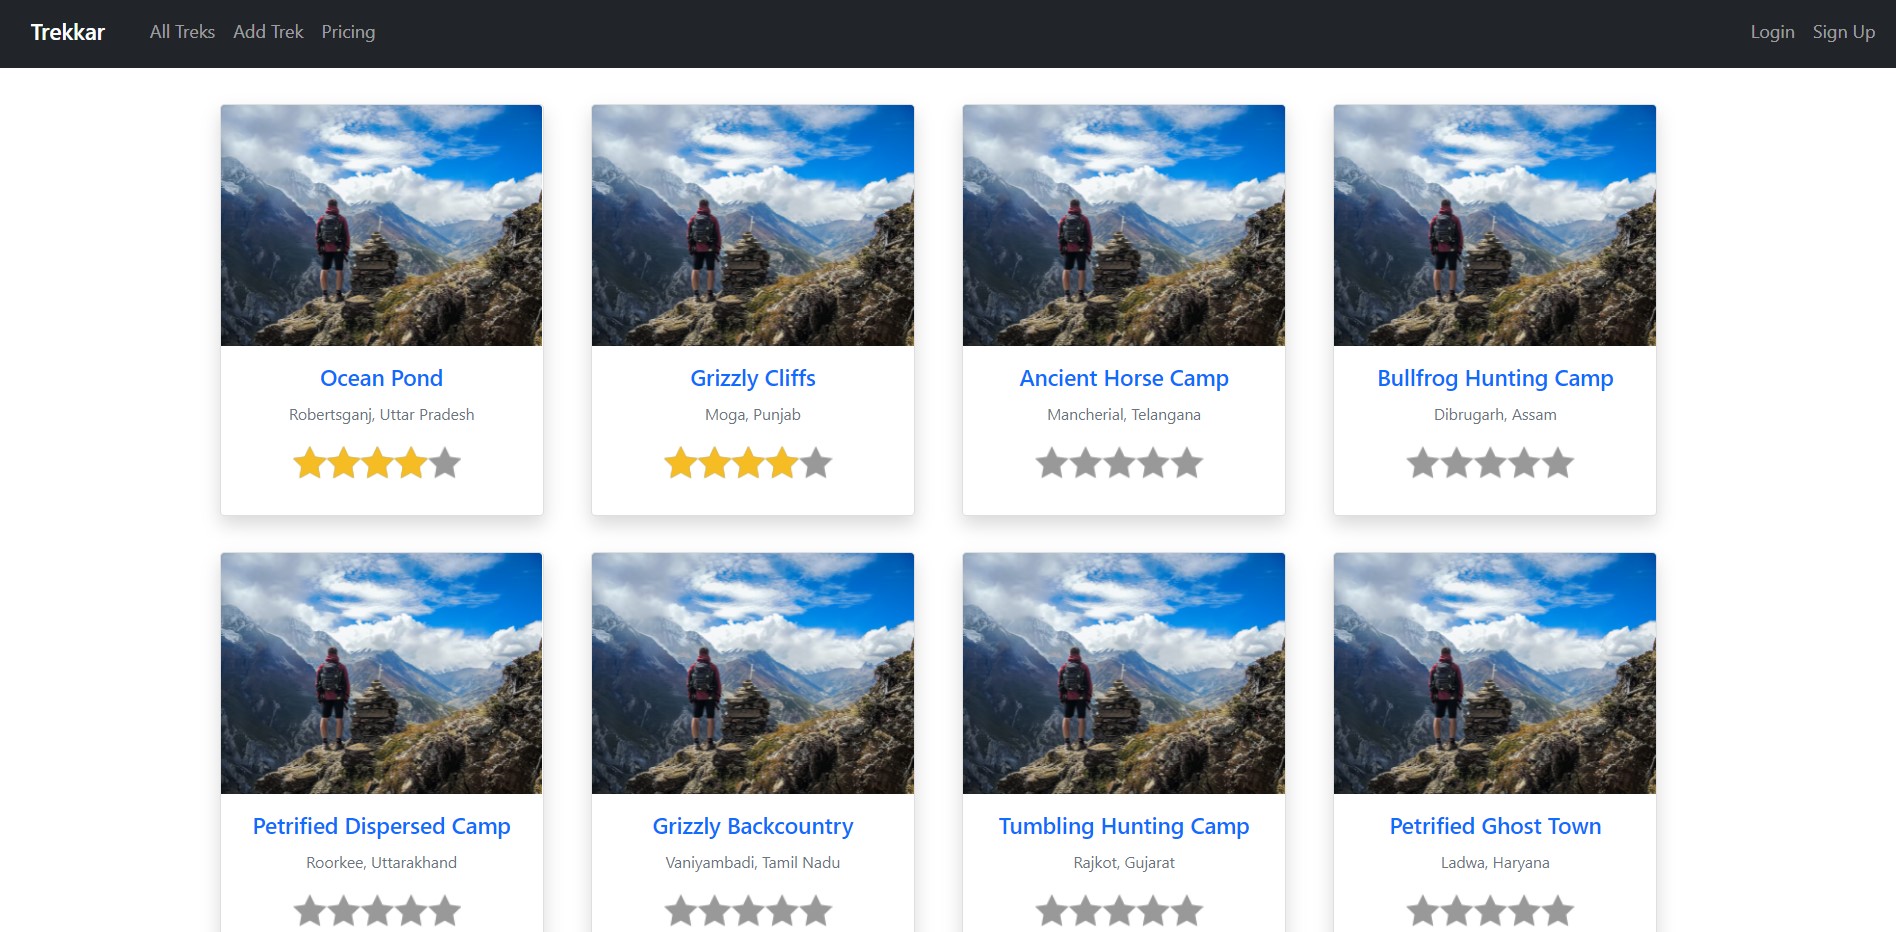 Trekkar All Treks Add Trek Pricing Login Sign Up
Ocean Pond
Robertsganj, Uttar Pradesh
Grizzly Cliffs
Moga, Punjab
Ancient Horse Camp
Mancherial, Telangana
Bullfrog Hunting Camp
Dibrugarh, Assam
Petrified Dispersed Camp
Roorkee, Uttarakhand
Grizzly Backcountry
Vaniyambadi, Tamil Nadu
Tumbling Hunting Camp
Rajkot, Gujarat
Petrified Ghost Town
Ladwa, Haryana